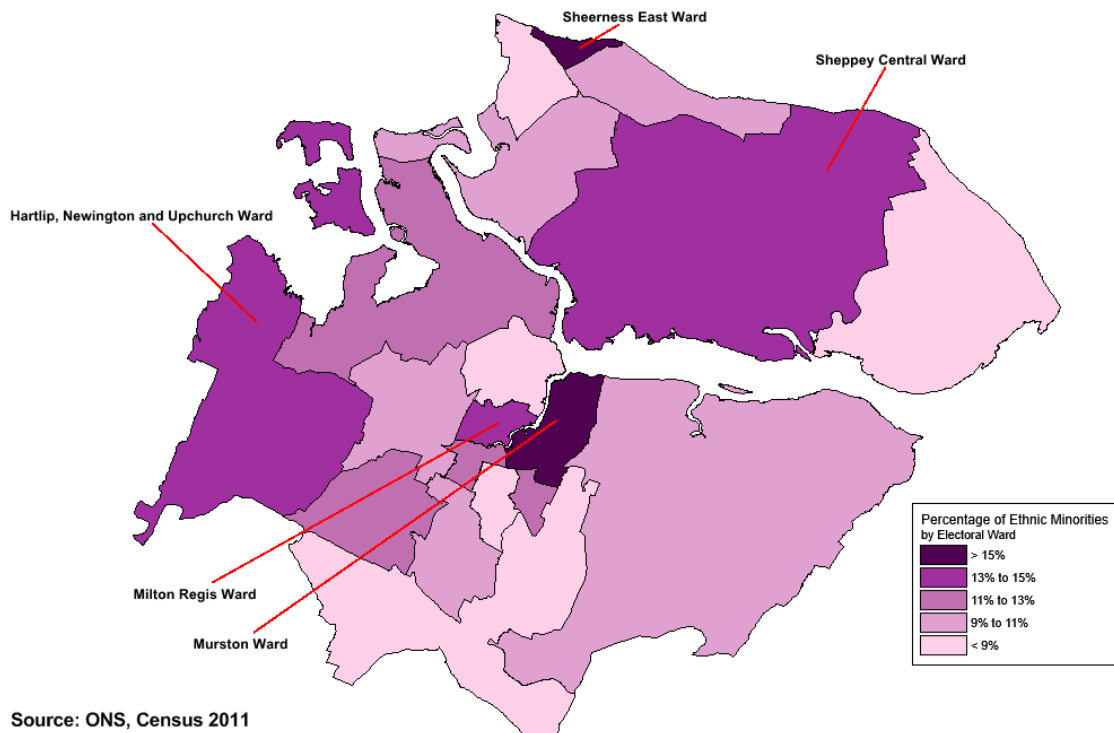 Sheerness East Ward
Sheppey Central Ward
Hartlip, Newington and Upchurch Ward
Milton Regis Ward
Murston Ward
Percentage of Ethnic Minorities
by Electoral Ward
> 15%
13% to 15%
11% to 13%
9% to 11%
< 9%
Source: ONS, Census 2011